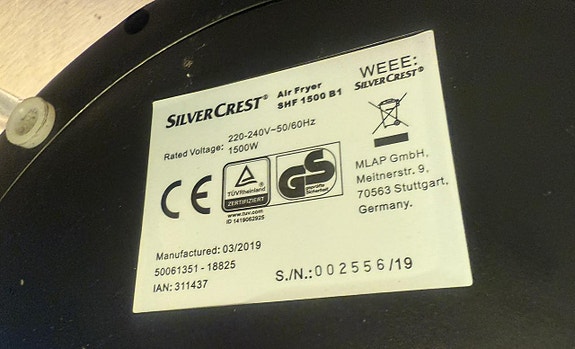 SILVERCREST® Air Fryer
SHF 1500 B1
WEEE:
SILVERCREST®
Rated Voltage: 220-240V~50/60Hz
1500W
CE
TÜVRheinland
ZERTIFIZIERT
www.tuv.com
ID 1419062925
GS
geprüfte
Sicherheit
MLAP GmbH,
Meitnerstr. 9,
70563 Stuttgart,
Germany.
Manufactured: 03/2019
50061351 - 18825
IAN: 311437
S./N.: 002556/19